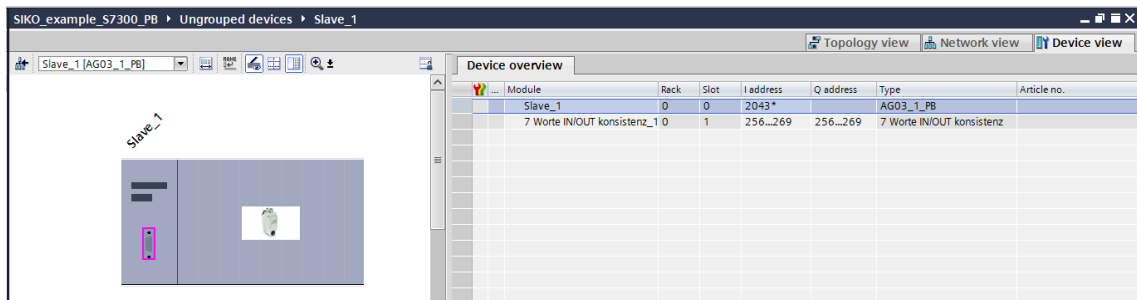 SIKO_example_S7300_PB ▸ Ungrouped devices ▸ Slave_1
Topology view Network view Device view
Slave_1 [AG03_1_PB]
Device overview
... Module Rack Slot I address Q address Type Article no.
Slave_1 0 0 2043* AG03_1_PB
7 Worte IN/OUT konsistenz_1 0 1 256...269 256...269 7 Worte IN/OUT konsistenz
Slave_1